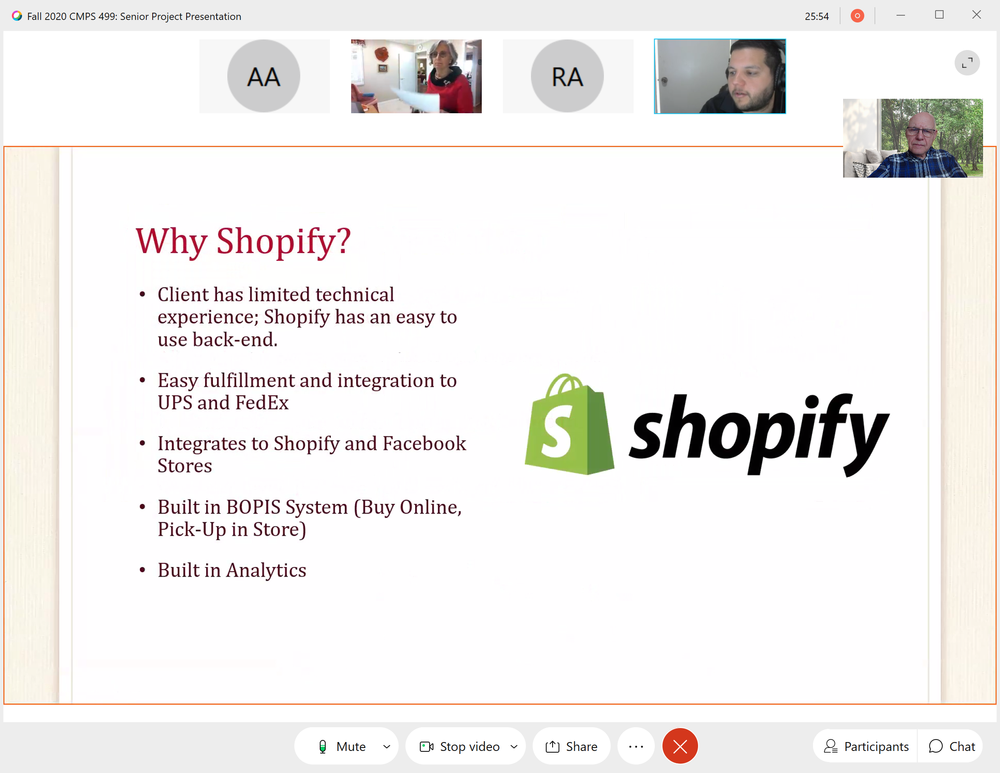 Fall 2020 CMPS 499: Senior Project Presentation
25:54
AA
RA
Why Shopify?
• Client has limited technical
experience; Shopify has an easy to
use back-end.
• Easy fulfillment and integration to
UPS and FedEx
• Integrates to Shopify and Facebook
Stores
• Built in BOPIS System (Buy Online,
Pick-Up in Store)
• Built in Analytics
S shopify
Mute
Stop video
Share
Participants
Chat